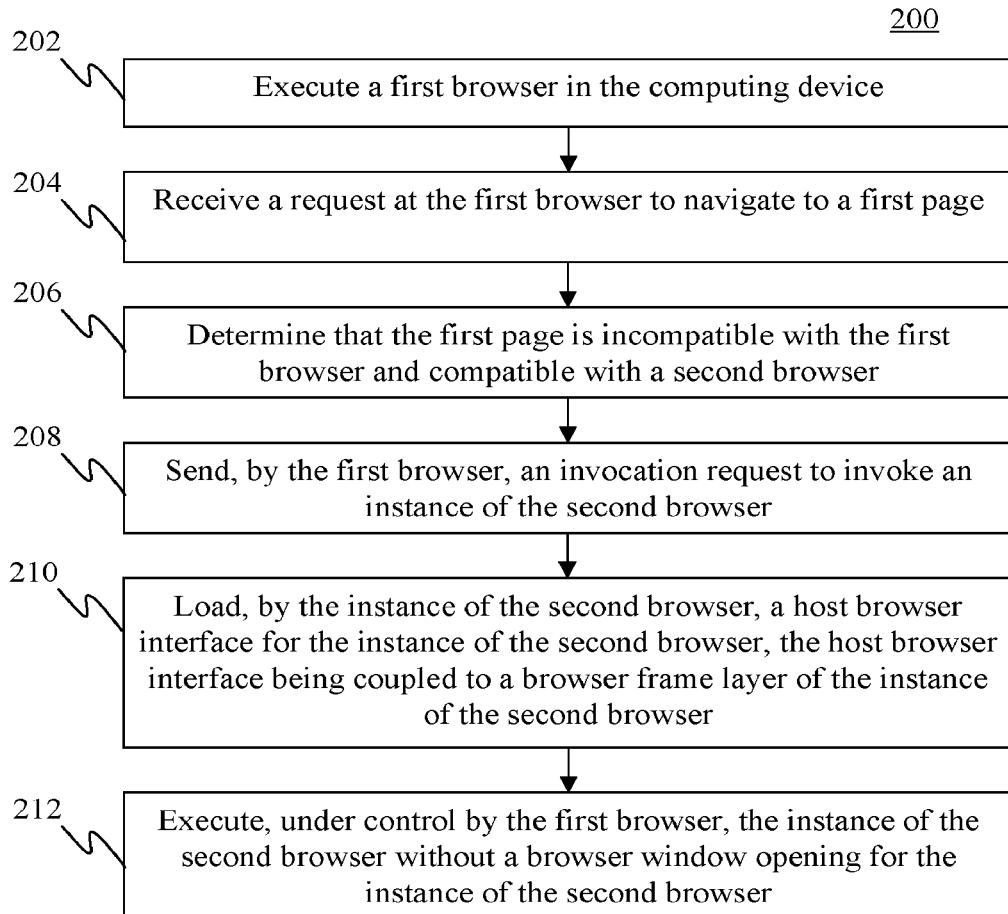 200
202
Execute a first browser in the computing device
204
Receive a request at the first browser to navigate to a first page
206
Determine that the first page is incompatible with the first
browser and compatible with a second browser
208
Send, by the first browser, an invocation request to invoke an
instance of the second browser
210
Load, by the instance of the second browser, a host browser
interface for the instance of the second browser, the host browser
interface being coupled to a browser frame layer of the instance
of the second browser
212
Execute, under control by the first browser, the instance of the
second browser without a browser window opening for the
instance of the second browser